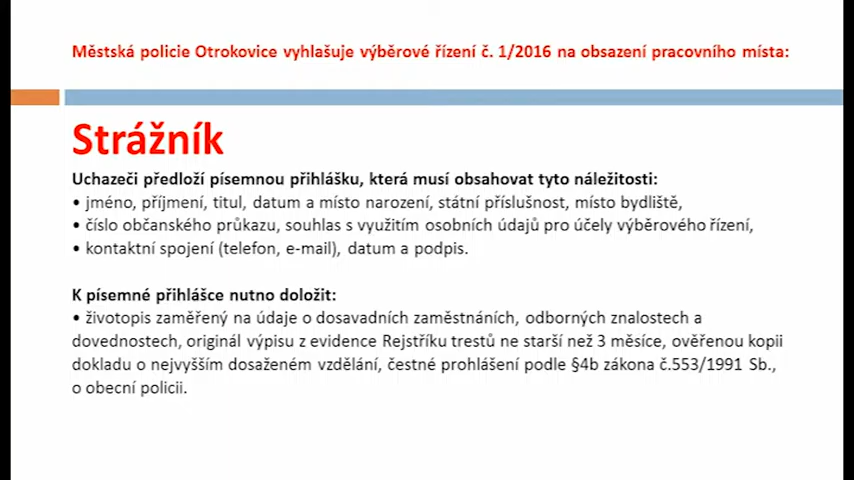 Městská policie Otrokovice vyhlašuje výběrové řízení č. 1/2016 na obsazení pracovního místa:
Strážník
Uchazeči předloží písemnou přihlášku, která musí obsahovat tyto náležitosti:
• jméno, příjmení, titul, datum a místo narození, státní příslušnost, místo bydliště,
• číslo občanského průkazu, souhlas s využitím osobních údajů pro účely výběrového řízení,
• kontaktní spojení (telefon, e-mail), datum a podpis.
K písemné přihlášce nutno doložit:
• životopis zaměřený na údaje o dosavadních zaměstnáních, odborných znalostech a
dovednostech, originál výpisu z evidence Rejstříku trestů ne starší než 3 měsíce, ověřenou kopii
dokladu o nejvyšším dosaženém vzdělání, čestné prohlášení podle §4b zákona č.553/1991 Sb.,
o obecní policii.